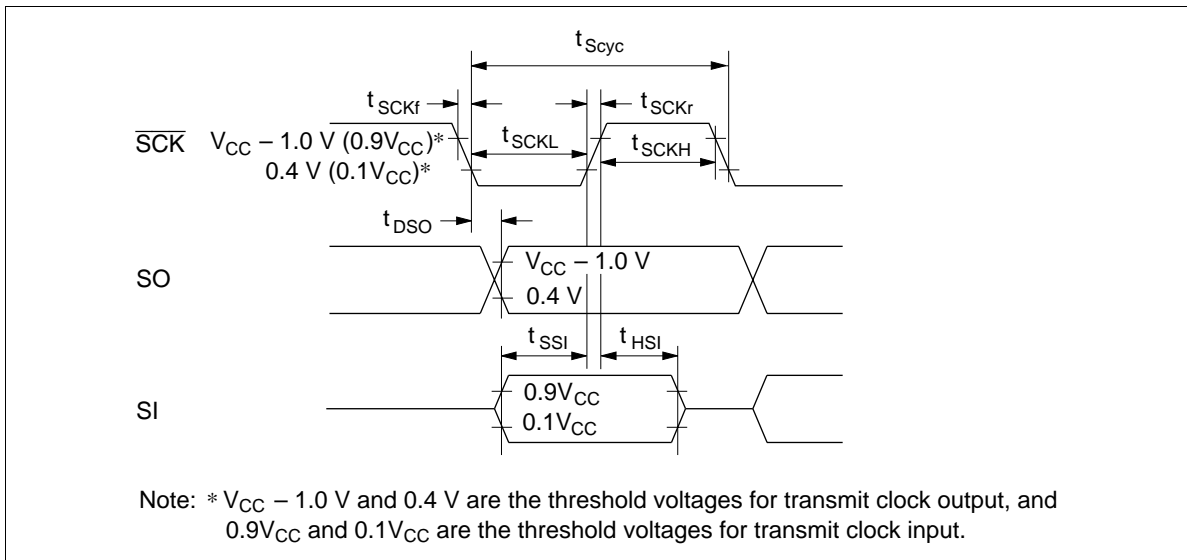 tScyc
tSCKf
tSCKr
SCK VCC – 1.0 V (0.9VCC)*
tSCKL
tSCKH
0.4 V (0.1VCC)*
tDSO
SO
VCC – 1.0 V
0.4 V
tSSI
tHSI
SI
0.9VCC
0.1VCC
Note: * VCC – 1.0 V and 0.4 V are the threshold voltages for transmit clock output, and
0.9VCC and 0.1VCC are the threshold voltages for transmit clock input.